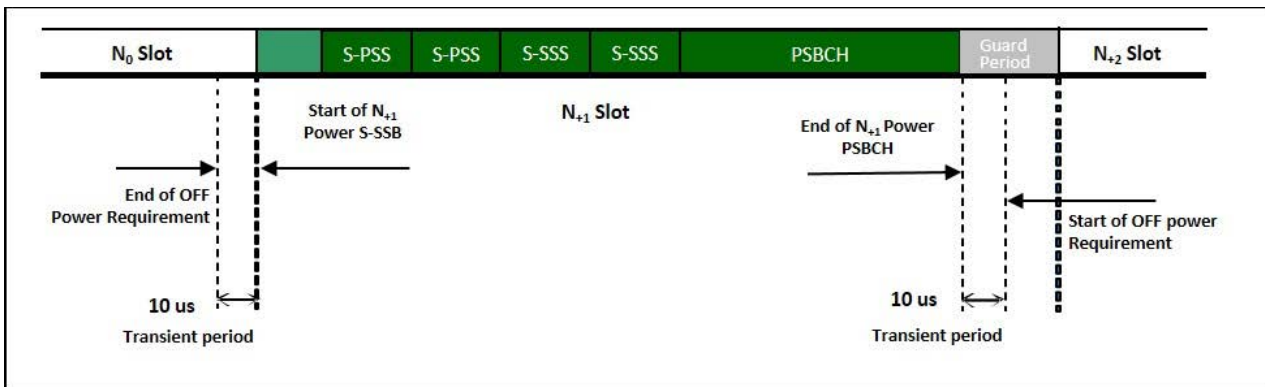 N₀ Slot
S-PSS
S-PSS
S-SSS
S-SSS
PSBCH
Guard
Period
N₊₂ Slot
Start of N₊₁
Power S-SSB
N₊₁ Slot
End of N₊₁ Power
PSBCH
End of OFF
Power Requirement
Start of OFF power
Requirement
10 us
Transient period
10 us
Transient period